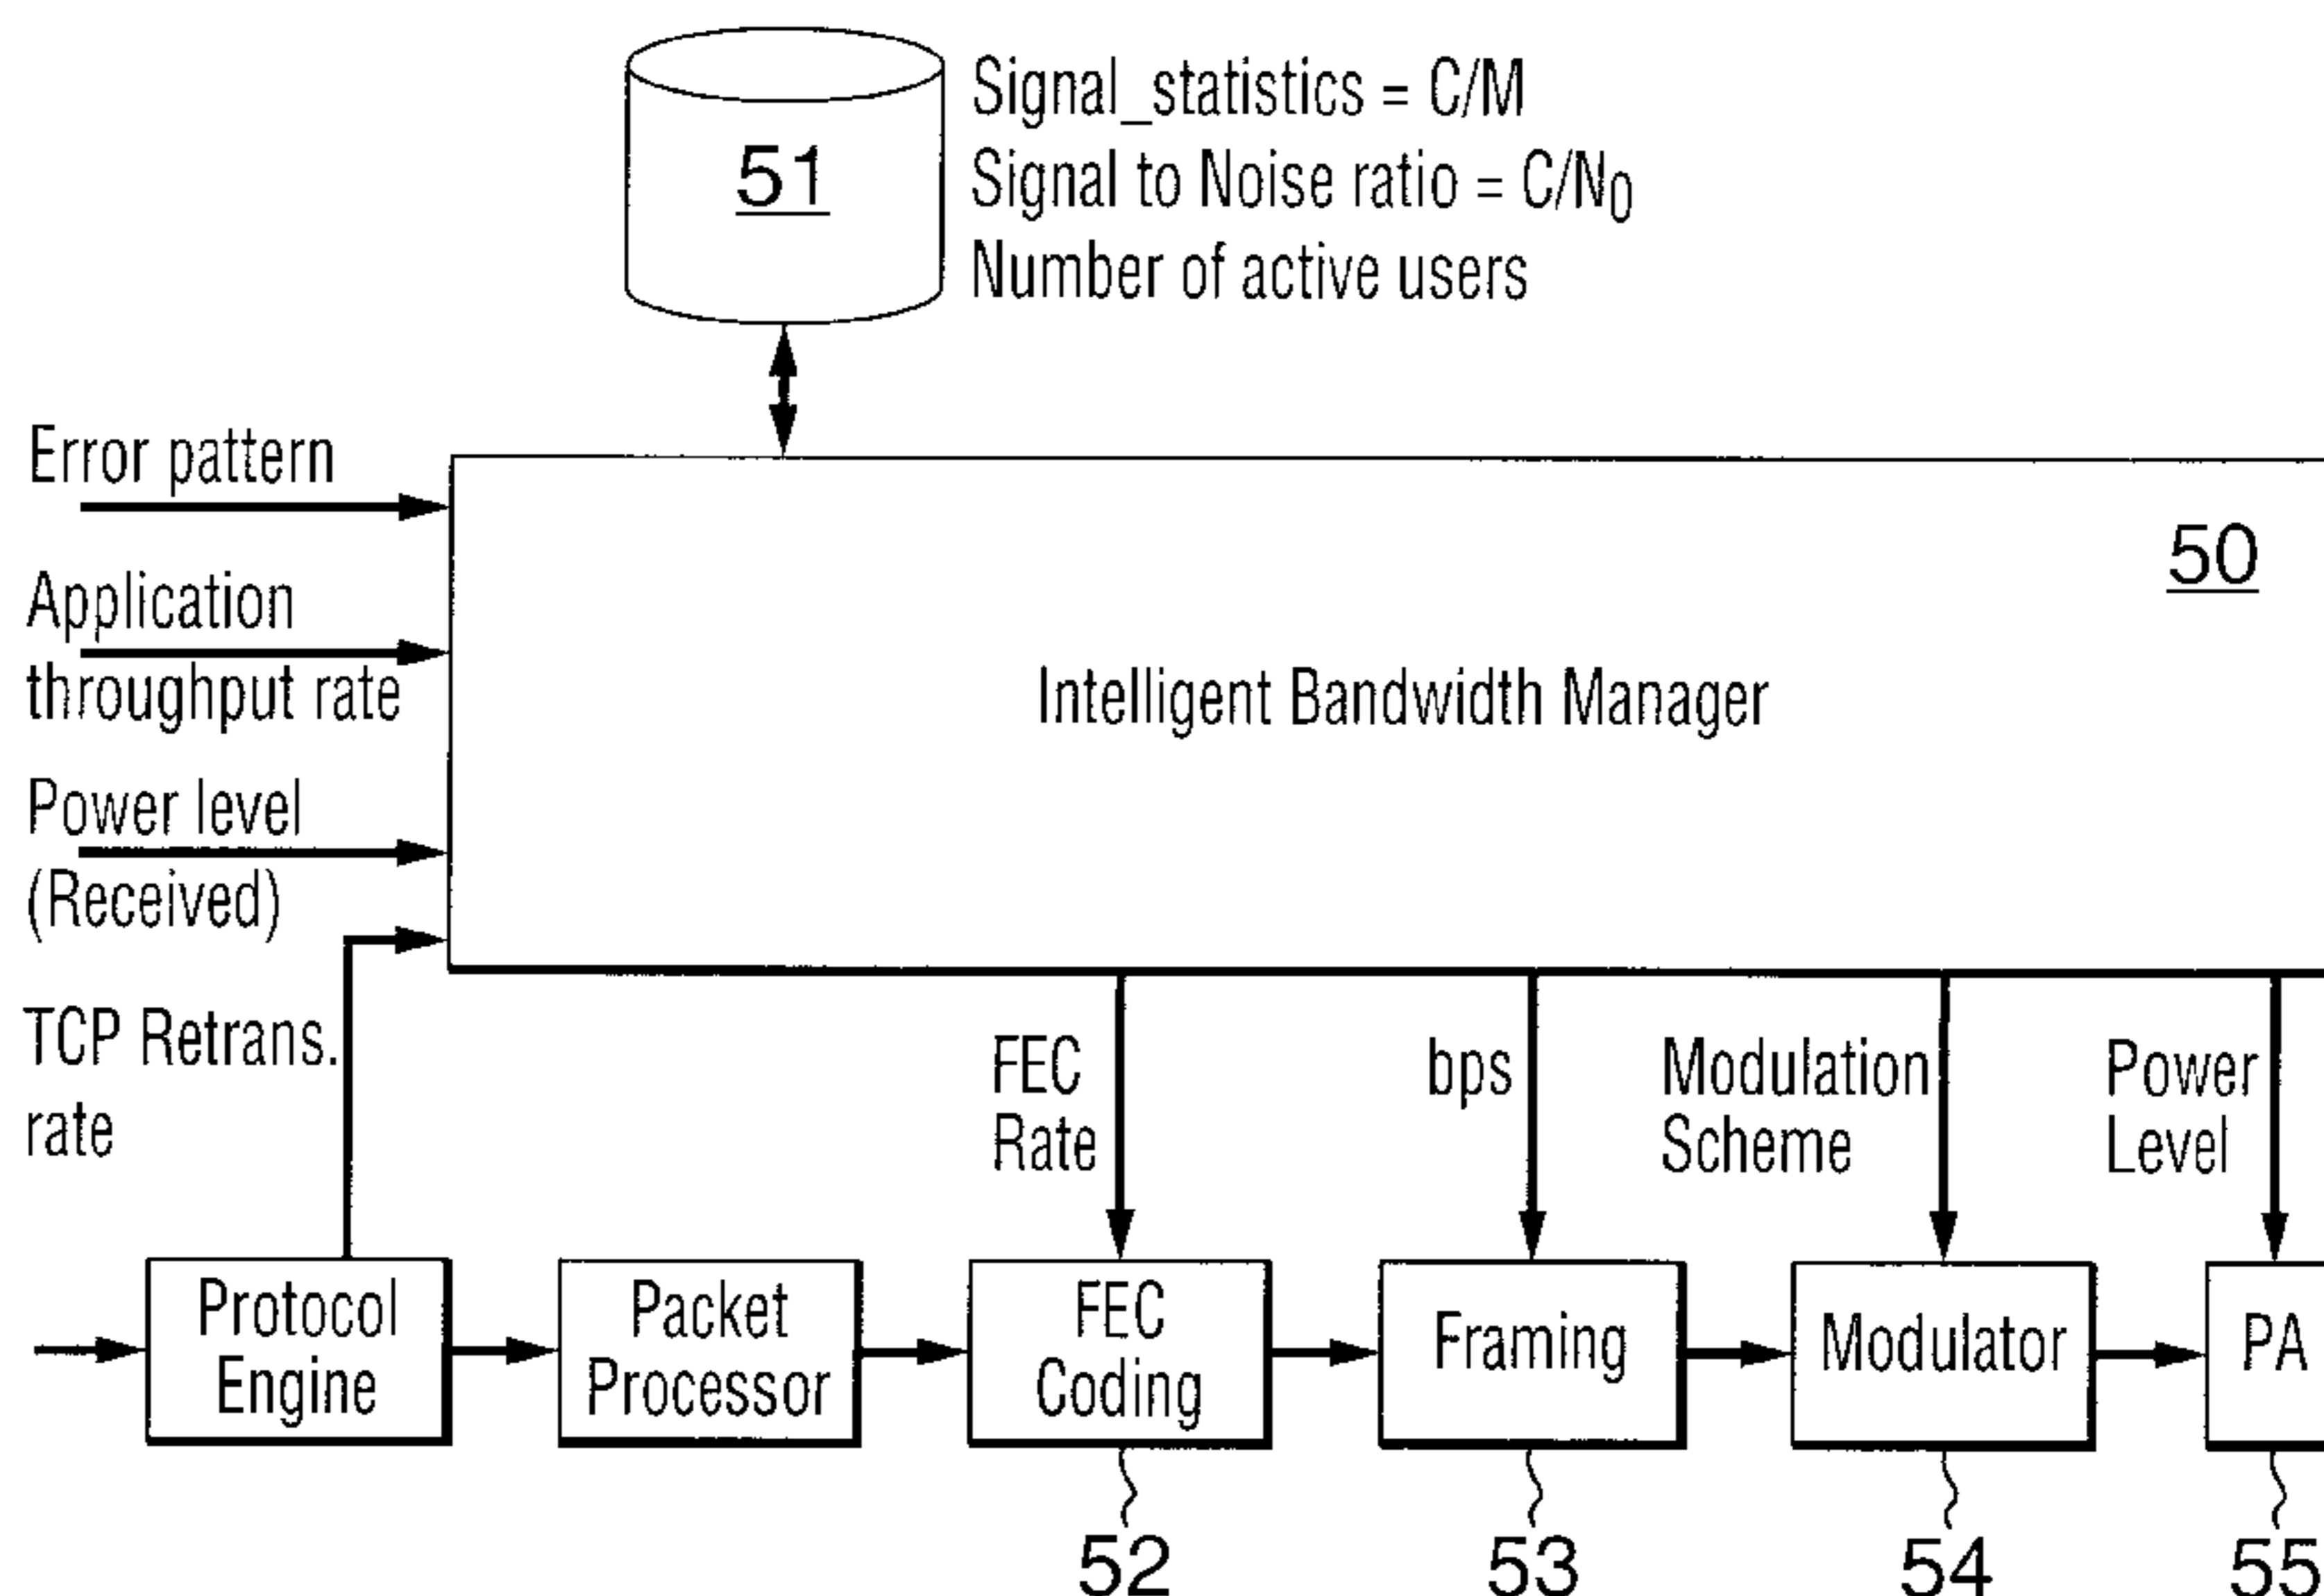 51
Signal_statistics = C/M
Signal to Noise ratio = C/N0
Number of active users
Error pattern
Application
throughput rate
Power level
(Received)
TCP Retrans.
rate
50
Intelligent Bandwidth Manager
FEC
Rate
bps
Modulation
Scheme
Power
Level
Protocol
Engine
Packet
Processor
FEC
Coding
Framing
Modulator
PA
52
53
54
55